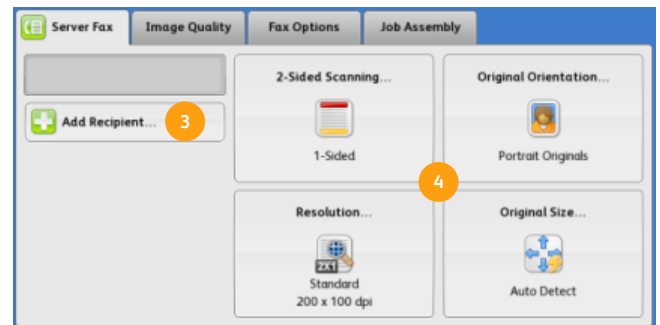 Server Fax
Image Quality
Fax Options
Job Assembly
Add Recipient...
3
2-Sided Scanning...
1-Sided
Original Orientation...
Portrait Originals
4
Resolution...
2X1
Standard
200 x 100 dpi
Original Size...
Auto Detect